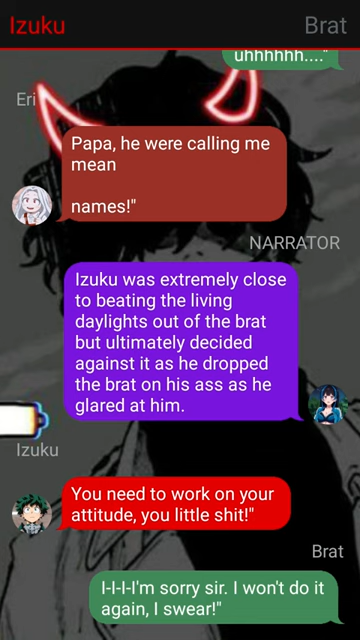 Izuku
Brat
uhhhhhh...."
Eri
Papa, he were calling me
mean
names!"
NARRATOR
Izuku was extremely close
to beating the living
daylights out of the brat
but ultimately decided
against it as he dropped
the brat on his ass as he
glared at him.
Izuku
You need to work on your
attitude, you little shit!"
Brat
I-I-I-I'm sorry sir. I won't do it
again, I swear!"